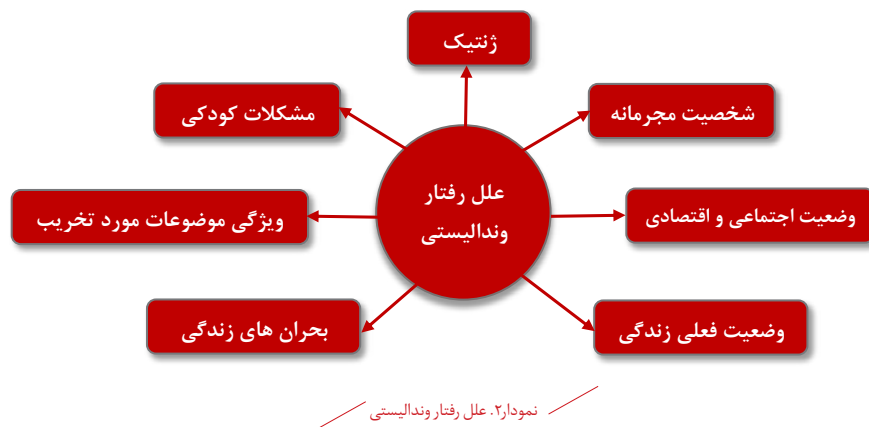 ژنتیک
شخصیت مجرمانه
مشکلات کودکی
علل رفتار
وندالیستی
وضعیت اجتماعی و اقتصادی
ویژگی موضوعات مورد تخریب
وضعیت فعلی زندگی
بحران های زندگی
نمودار۲. علل رفتار وندالیستی